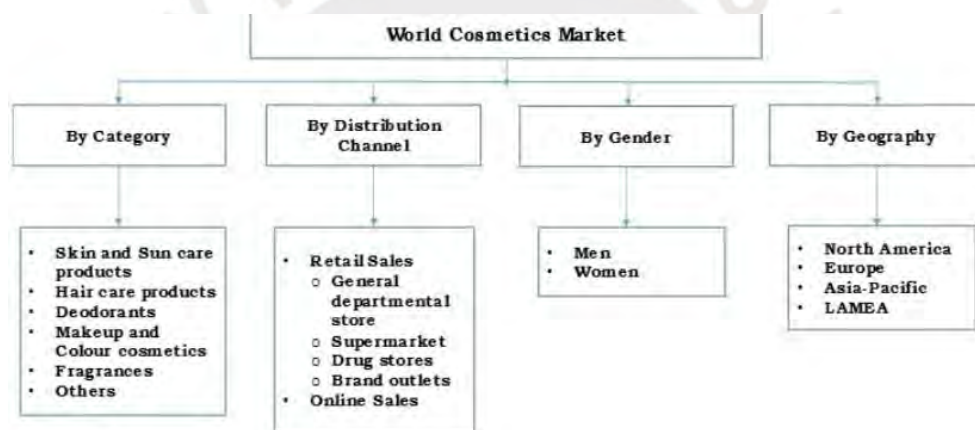 World Cosmetics Market
By Category
By Distribution
Channel
By Gender
By Geography
• Skin and Sun care
products
• Hair care products
• Deodorants
• Makeup and
Colour cosmetics
• Fragrances
• Others
• Retail Sales
o General
departmental
store
o Supermarket
o Drug stores
o Brand outlets
• Online Sales
• Men
• Women
• North America
• Europe
• Asia-Pacific
• LAMEA